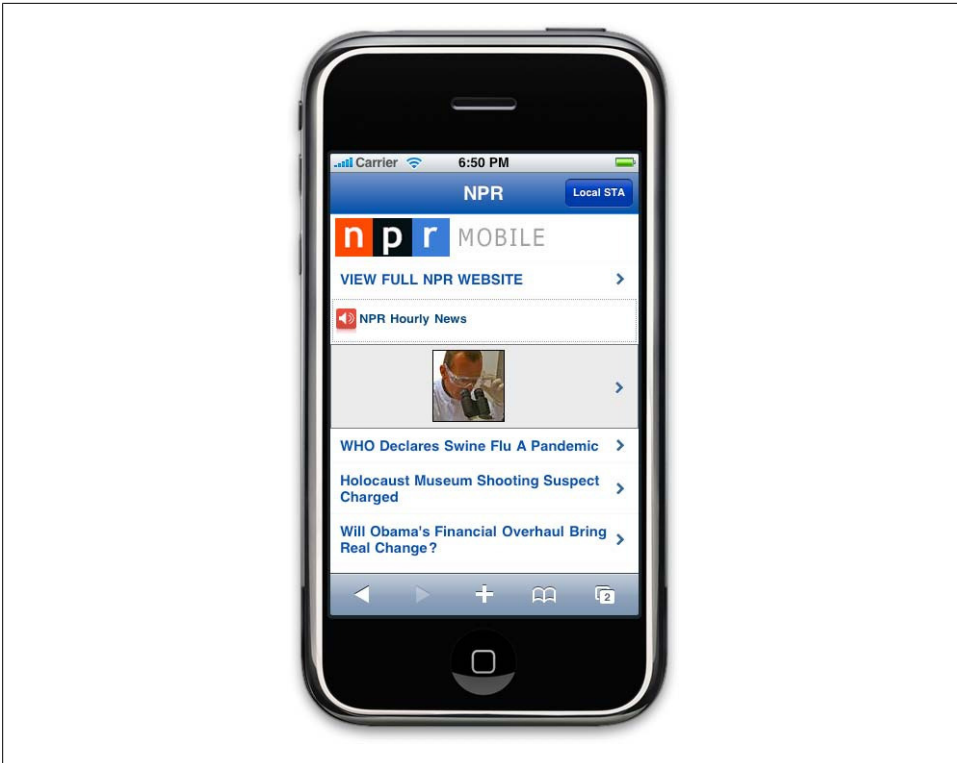 Carrier 6:50 PM
NPR Local STA
npr MOBILE
VIEW FULL NPR WEBSITE
NPR Hourly News
WHO Declares Swine Flu A Pandemic
Holocaust Museum Shooting Suspect
Charged
Will Obama's Financial Overhaul Bring
Real Change?
2